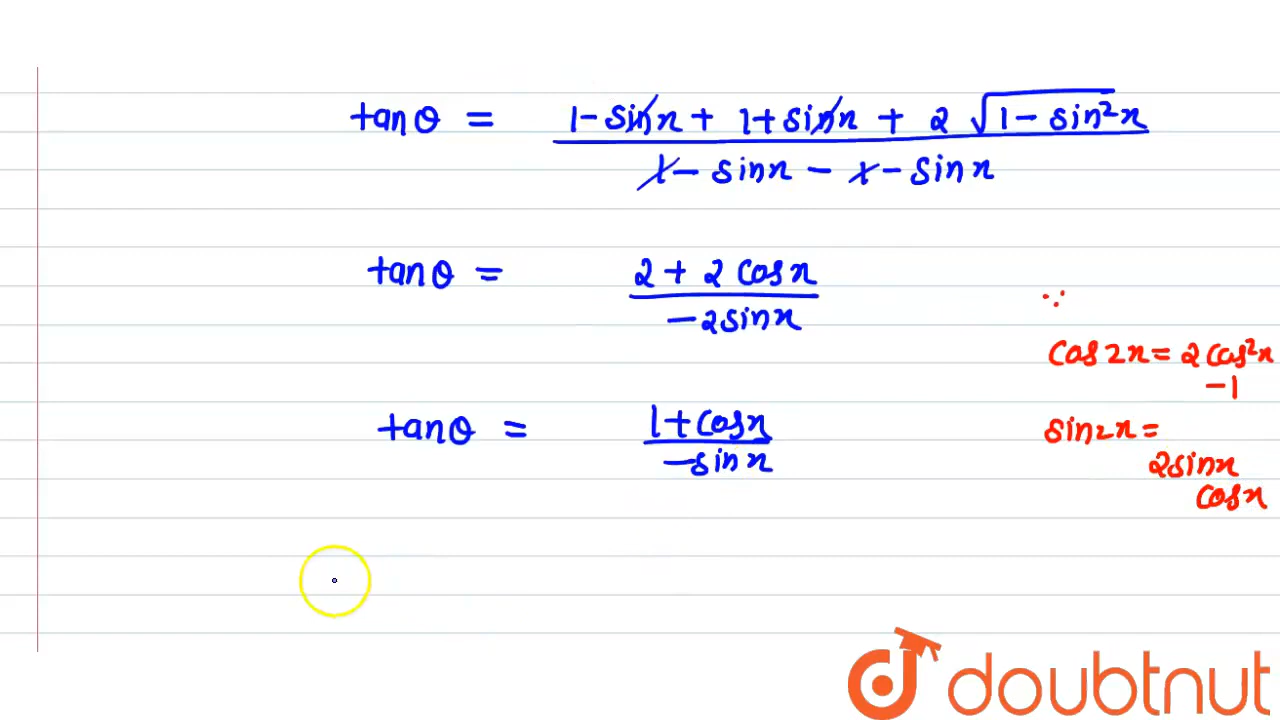 tanθ = 1 - sinx + 1 + sinx + 2 √1 - sin²x
1 - sinx - 1 - sinx
tanθ = 2 + 2 cosx
- 2sinx
∵
cos2x = 2cos²x
- 1
tanθ = 1 + cosx
- sinx
sin2x =
2sinx
cosx
doubtnut